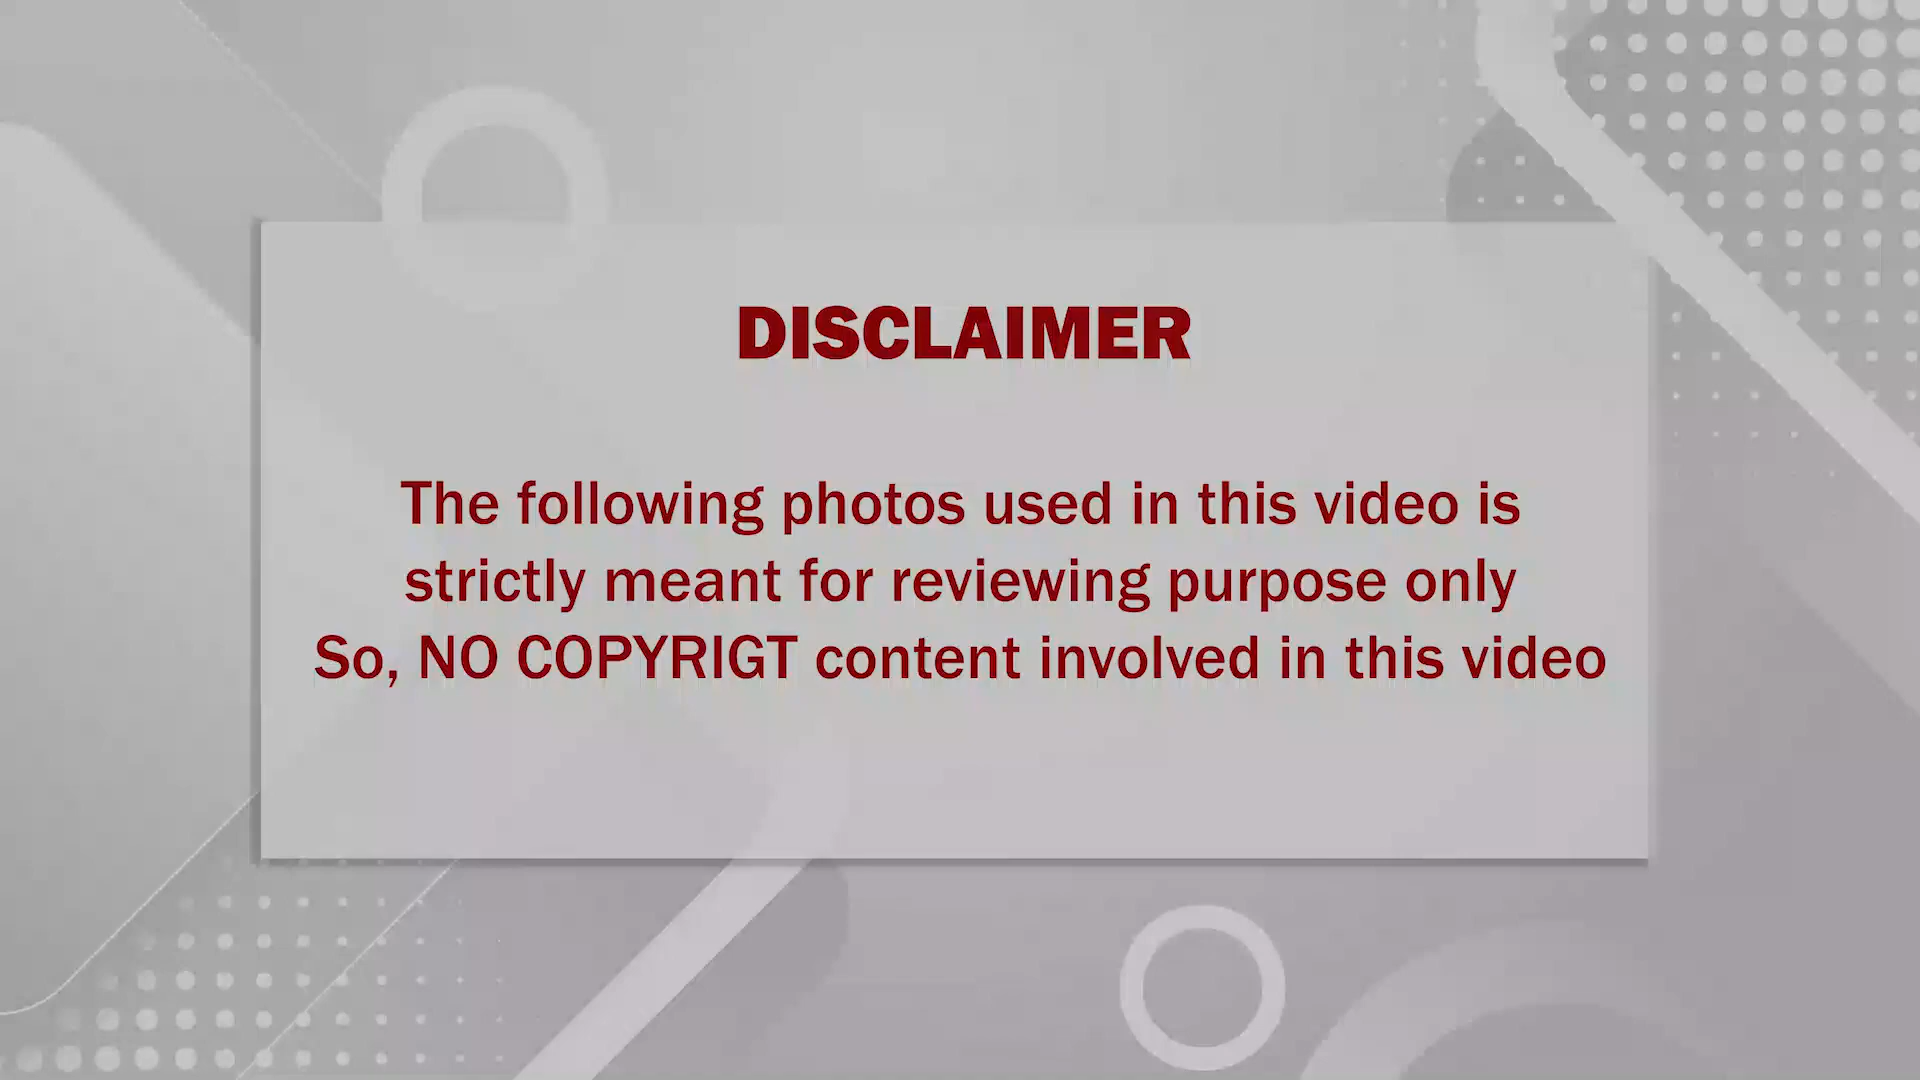 DISCLAIMER
The following photos used in this video is
strictly meant for reviewing purpose only
So, NO COPYRIGT content involved in this video